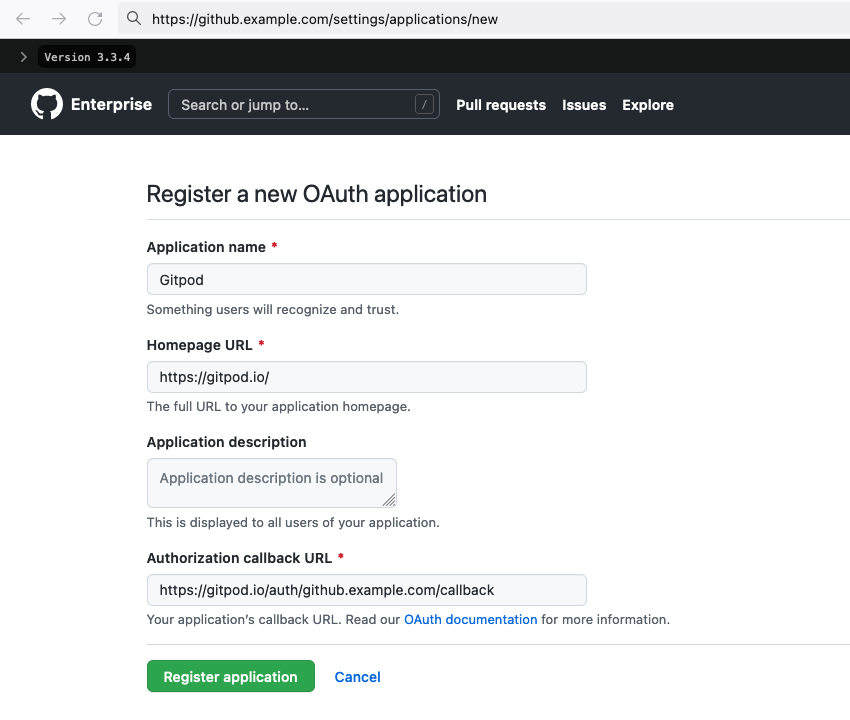 https://github.example.com/settings/applications/new
Version 3.3.4
Enterprise
Search or jump to...
/
Pull requests
Issues
Explore
Register a new OAuth application
Application name *
Gitpod
Something users will recognize and trust.
Homepage URL *
https://gitpod.io/
The full URL to your application homepage.
Application description
Application description is optional
This is displayed to all users of your application.
Authorization callback URL *
https://gitpod.io/auth/github.example.com/callback
Your application’s callback URL. Read our OAuth documentation for more information.
Register application
Cancel